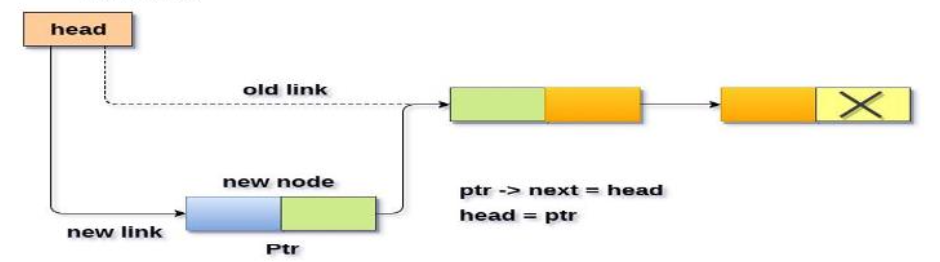 head
old link
new node
ptr -> next = head
head = ptr
new link
Ptr